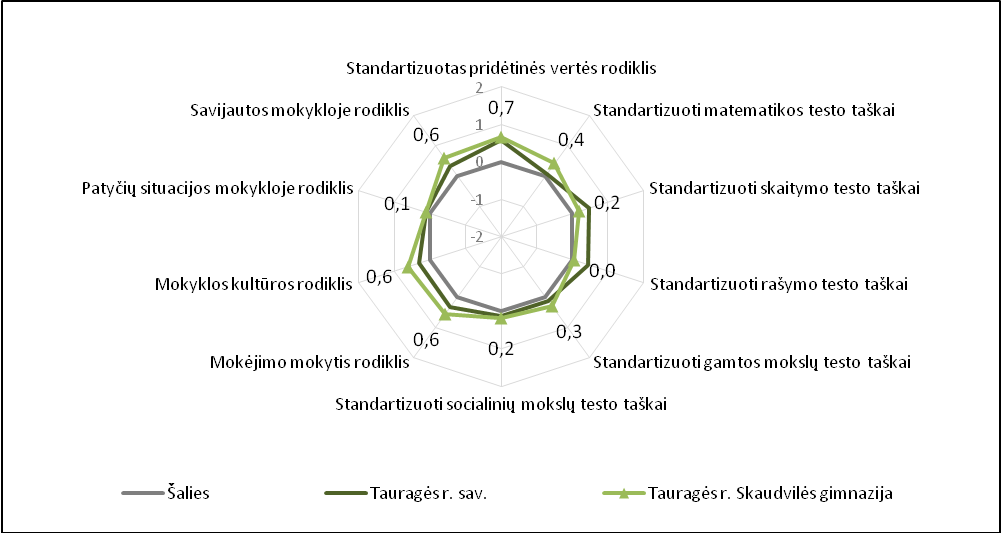 Standartizuotas pridėtinės vertės rodiklis
2
Savijautos mokykloje rodiklis
0,7
Standartizuoti matematikos testo taškai
0,6
1
0,4
0
Patyčių situacijos mokykloje rodiklis
0,1
-1
0,2
Standartizuoti skaitymo testo taškai
-2
Mokyklos kultūros rodiklis
0,6
0,0
Standartizuoti rašymo testo taškai
0,6
0,3
Mokėjimo mokytis rodiklis
0,2
Standartizuoti gamtos mokslų testo taškai
Standartizuoti socialinių mokslų testo taškai
Šalies
Tauragės r. sav.
Tauragės r. Skaudvilės gimnazija